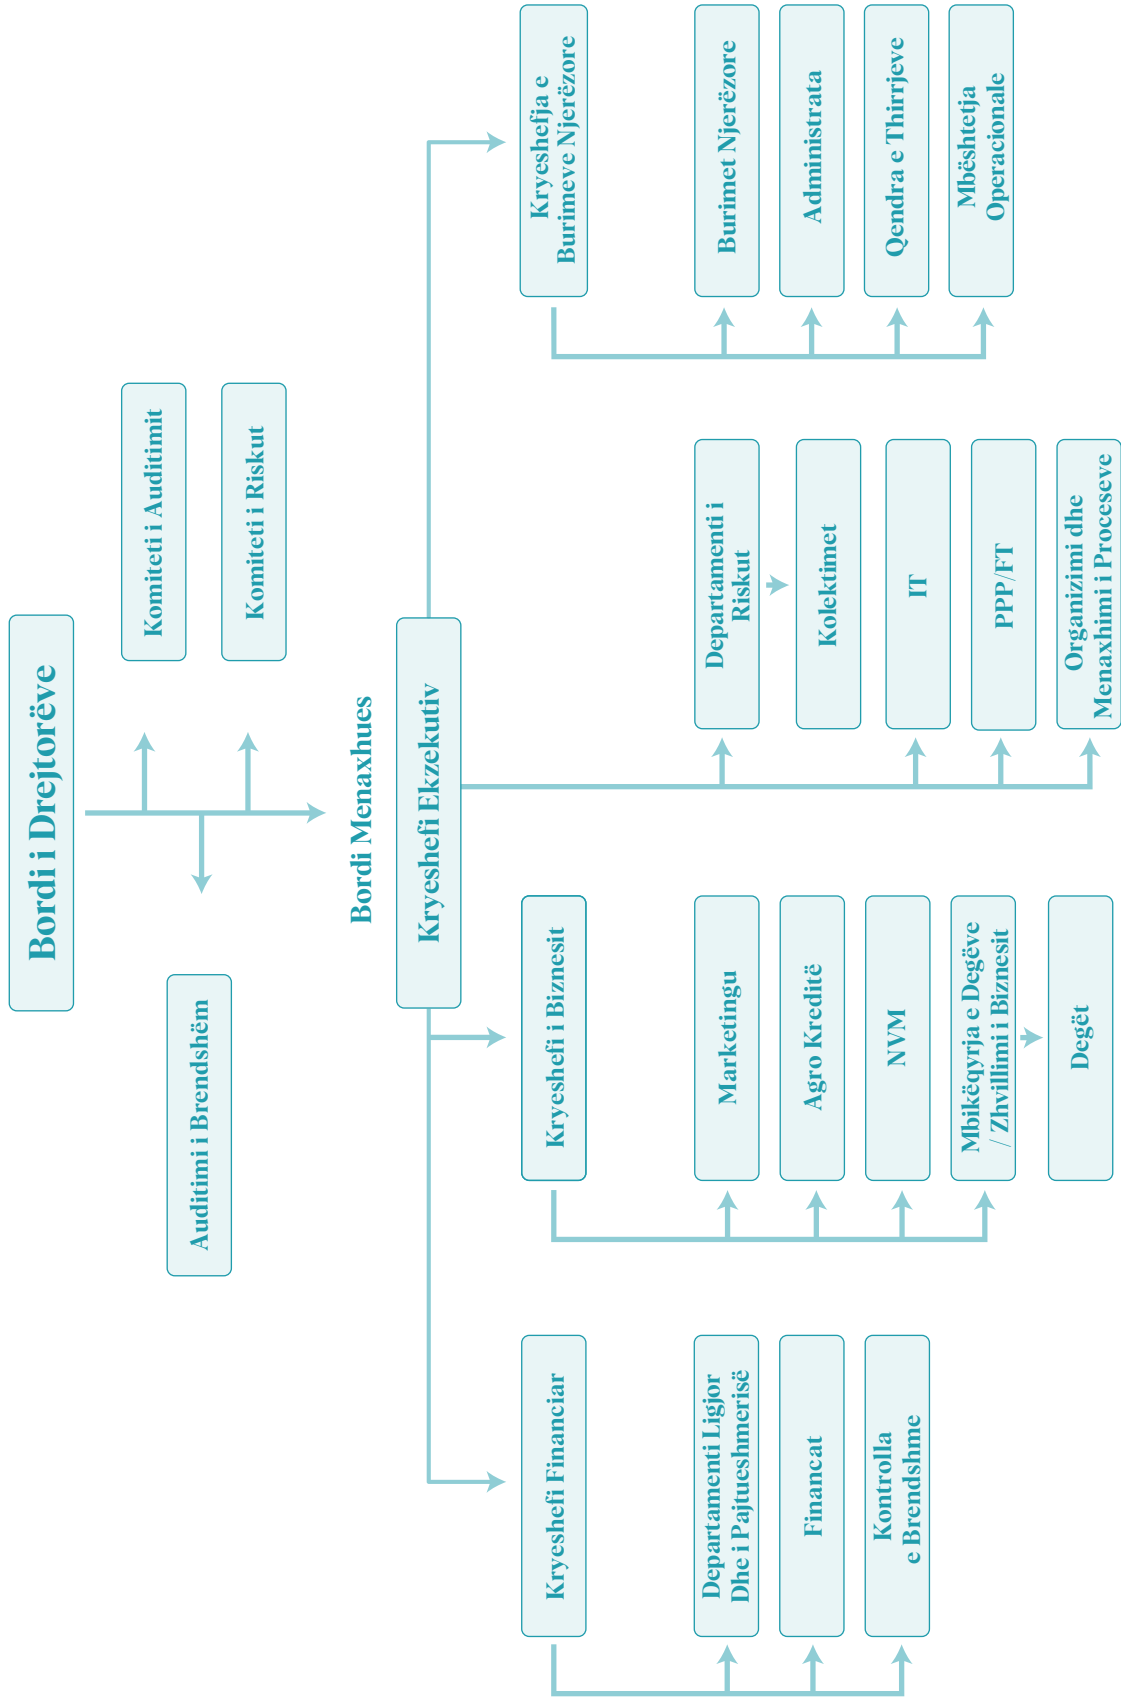 Bordi i Drejtorëve
Komiteti i Auditimit
Auditimi i Brendshëm
Komiteti i Riskut
Bordi Menaxhues
Kryeshefi Ekzekutiv
Kryeshefi Financiar
Departamenti Ligjor
Dhe i Pajtueshmerisë
Financat
Kontrolla
e Brendshme
Kryeshefi i Biznesit
Marketingu
Agro Kreditë
NVM
Mbikëqyrja e Degëve
/ Zhvillimi i Biznesit
Degët
Departamenti i
Riskut
Kolektimet
IT
PPP/FT
Organizimi dhe
Menaxhimi i Proceseve
Kryeshefja e
Burimeve Njerëzore
Burimet Njerëzore
Administrata
Qendra e Thirrjeve
Mbështetja
Operacionale